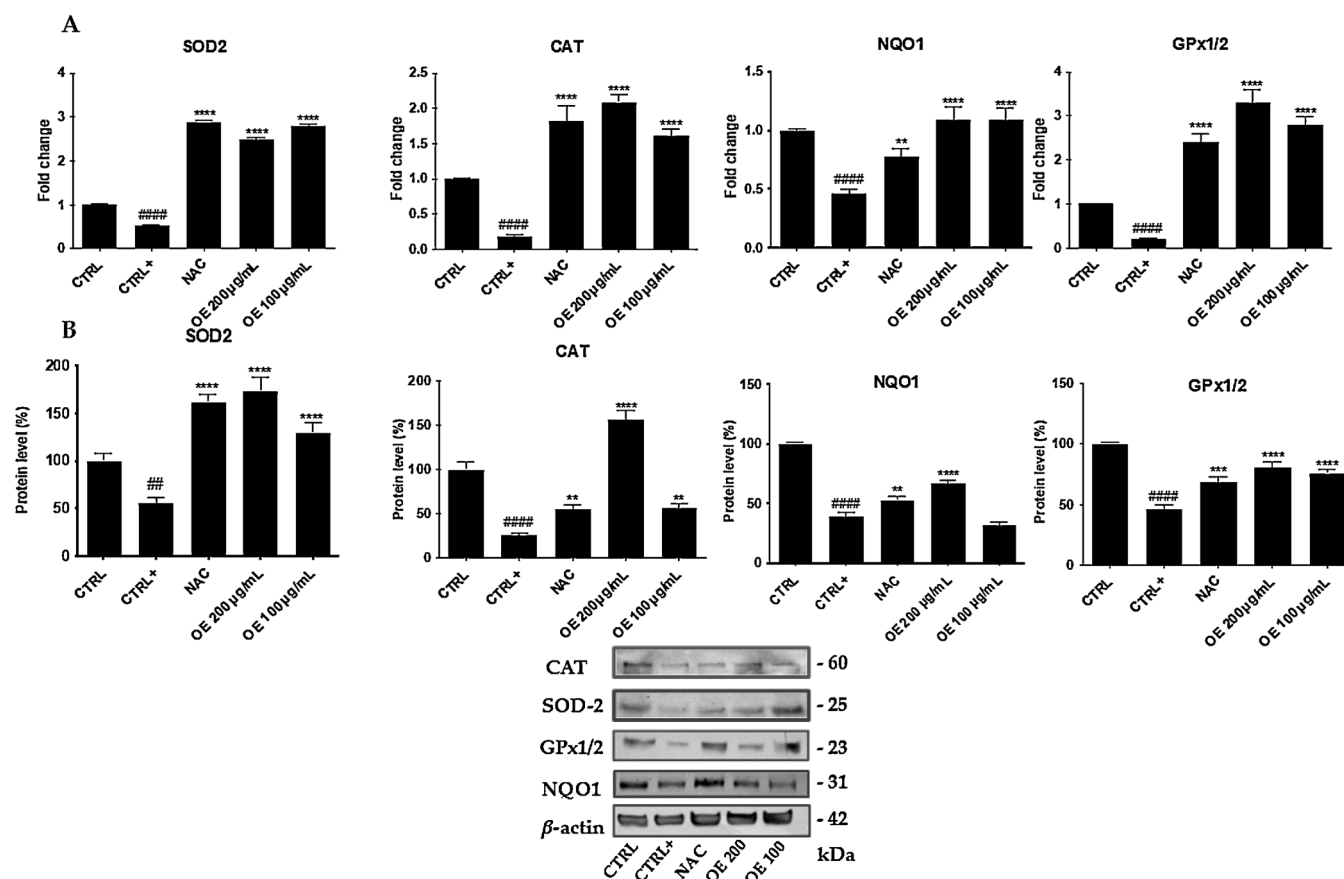 A
SOD2
Fold change
4
3
2
1
0
####
****
****
****
CTRL
CTRL+
NAC
OE 200µg/mL
OE 100µg/mL
CAT
Fold change
2.5
2.0
1.5
1.0
0.5
0.0
####
****
****
****
CTRL
CTRL+
NAC
OE 200µg/mL
OE 100µg/mL
NQO1
Fold change
1.5
1.0
0.5
0.0
####
**
****
****
CTRL
CTRL+
NAC
OE 200µg/mL
OE 100µg/mL
GPx1/2
Fold change
4
3
2
1
0
####
****
****
****
CTRL
CTRL+
NAC
OE 200µg/mL
OE 100µg/mL
B
SOD2
Protein level (%)
200
150
100
50
0
##
****
****
****
CTRL
CTRL+
NAC
OE 200µg/mL
OE 100µg/mL
CAT
Protein level (%)
200
150
100
50
0
####
**
****
**
CTRL
CTRL+
NAC
OE 200µg/mL
OE 100µg/mL
NQO1
Protein level (%)
150
100
50
0
####
**
****
CTRL
CTRL+
NAC
OE 200 µg/mL
OE 100 µg/mL
GPx1/2
Protein level (%)
150
100
50
0
####
***
****
****
CTRL
CTRL+
NAC
OE 200µg/mL
OE 100µg/mL
CAT - 60
SOD-2 - 25
GPx1/2 - 23
NQO1 - 31
β-actin - 42
CTRL CTRL+ NAC OE 200 OE 100 kDa